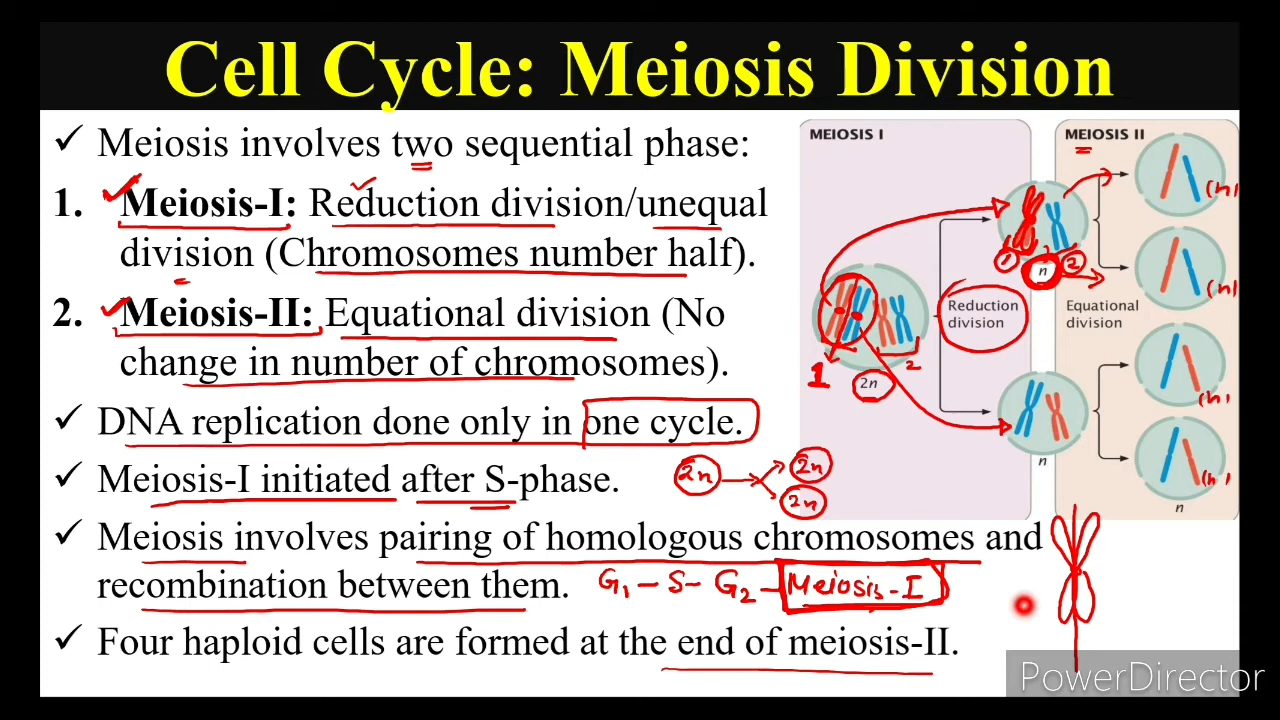 Cell Cycle: Meiosis Division
✓ Meiosis involves two sequential phase:
1. Meiosis-I: Reduction division/unequal
division (Chromosomes number half).
2. Meiosis-II: Equational division (No
change in number of chromosomes).
✓ DNA replication done only in one cycle.
✓ Meiosis-I initiated after S-phase.
✓ Meiosis involves pairing of homologous chromosomes and
recombination between them.
G1 - S - G2 - Meiosis-I
✓ Four haploid cells are formed at the end of meiosis-II.
2n
2n
2n
MEIOSIS I
Reduction
division
1
2
2n
MEIOSIS II
1
n
2
Equational
division
n
(n)
(n)
(n)
(n)
n
PowerDirector